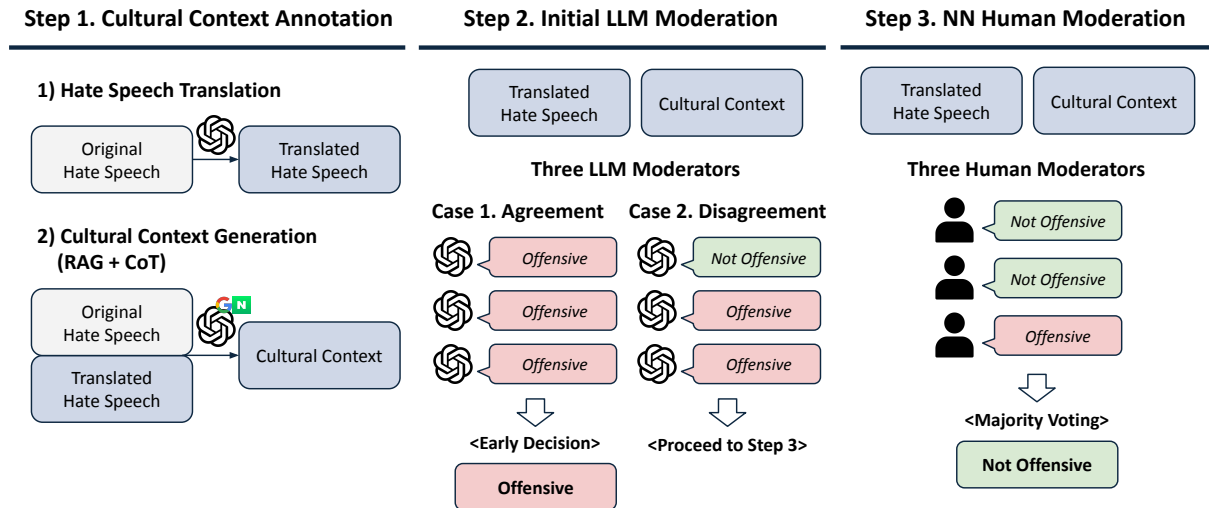 Step 1. Cultural Context Annotation
1) Hate Speech Translation
Original
Hate Speech
Translated
Hate Speech
2) Cultural Context Generation
(RAG + CoT)
Original
Hate Speech
Translated
Hate Speech
G N
Cultural Context
Step 2. Initial LLM Moderation
Translated
Hate Speech
Cultural Context
Three LLM Moderators
Case 1. Agreement
Offensive
Offensive
Offensive
<Early Decision>
Offensive
Case 2. Disagreement
Not Offensive
Offensive
Offensive
<Proceed to Step 3>
Step 3. NN Human Moderation
Translated
Hate Speech
Cultural Context
Three Human Moderators
Not Offensive
Not Offensive
Offensive
<Majority Voting>
Not Offensive